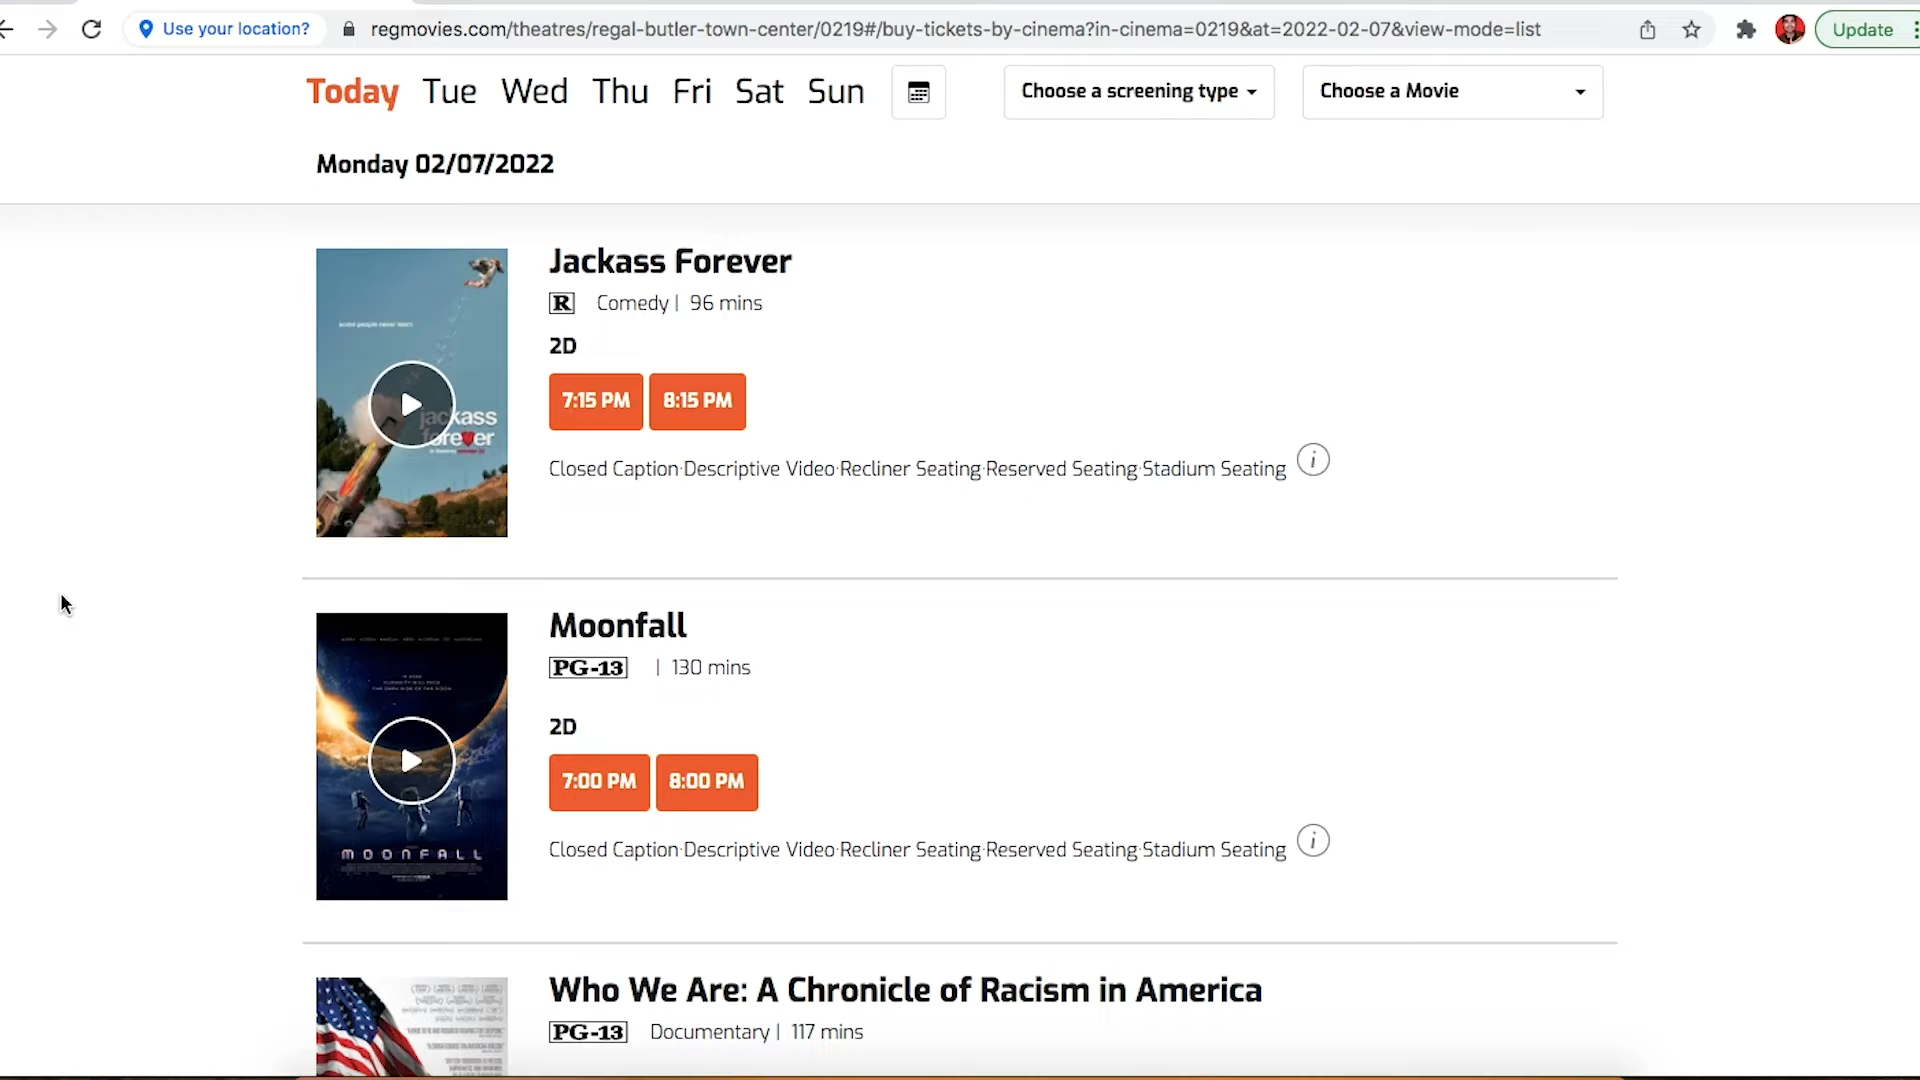 Use your location?
regmovies.com/theatres/regal-butler-town-center/0219#/buy-tickets-by-cinema?in-cinema=0219&at=2022-02-07&view-mode=list
Update
Today Tue Wed Thu Fri Sat Sun
Choose a screening type
Choose a Movie
Monday 02/07/2022
Jackass Forever
R Comedy | 96 mins
2D
7:15 PM 8:15 PM
Closed Caption·Descriptive Video·Recliner Seating·Reserved Seating·Stadium Seating i
some people never learn
jackass
forever
Moonfall
PG-13 | 130 mins
2D
7:00 PM 8:00 PM
Closed Caption·Descriptive Video·Recliner Seating·Reserved Seating·Stadium Seating i
MOONFALL
Who We Are: A Chronicle of Racism in America
PG-13 Documentary | 117 mins